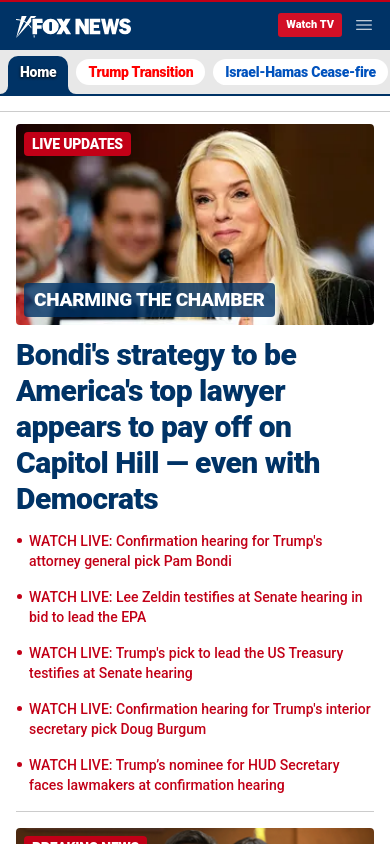 FOX NEWS
Watch TV
Home
Trump Transition
Israel-Hamas Cease-fire
LIVE UPDATES
CHARMING THE CHAMBER
Bondi's strategy to be
America's top lawyer
appears to pay off on
Capitol Hill — even with
Democrats
• WATCH LIVE: Confirmation hearing for Trump's
attorney general pick Pam Bondi
• WATCH LIVE: Lee Zeldin testifies at Senate hearing in
bid to lead the EPA
• WATCH LIVE: Trump's pick to lead the US Treasury
testifies at Senate hearing
• WATCH LIVE: Confirmation hearing for Trump's interior
secretary pick Doug Burgum
• WATCH LIVE: Trump’s nominee for HUD Secretary
faces lawmakers at confirmation hearing
BREAKING NEWS